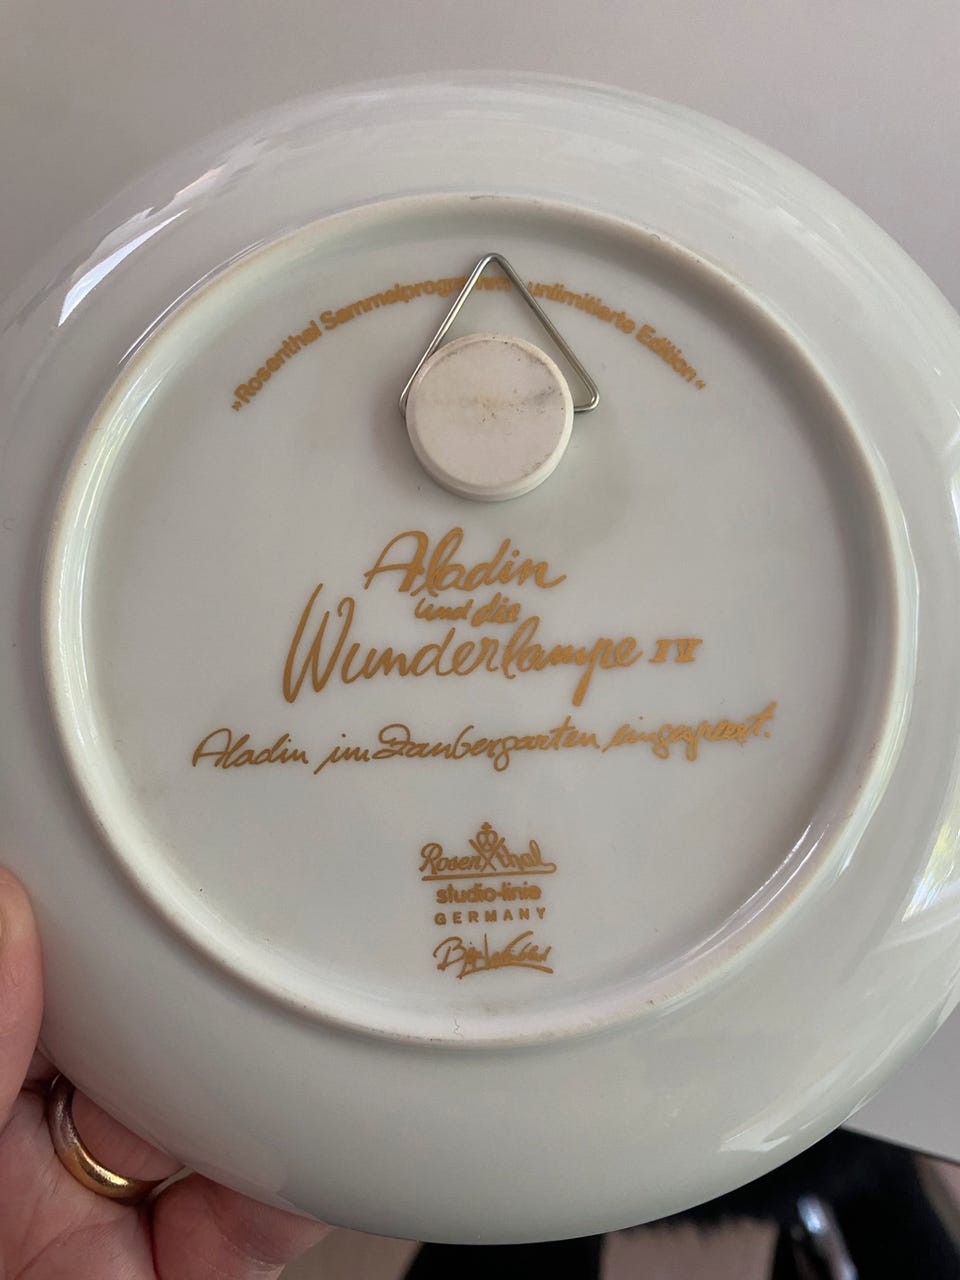 »Rosenthal Sammelprogramm unlimitierte Edition«
Aladin
und die
Wunderlampe IV
Aladin im Zaubergarten eingesperrt.
Rosenthal
studio-linie
GERMANY